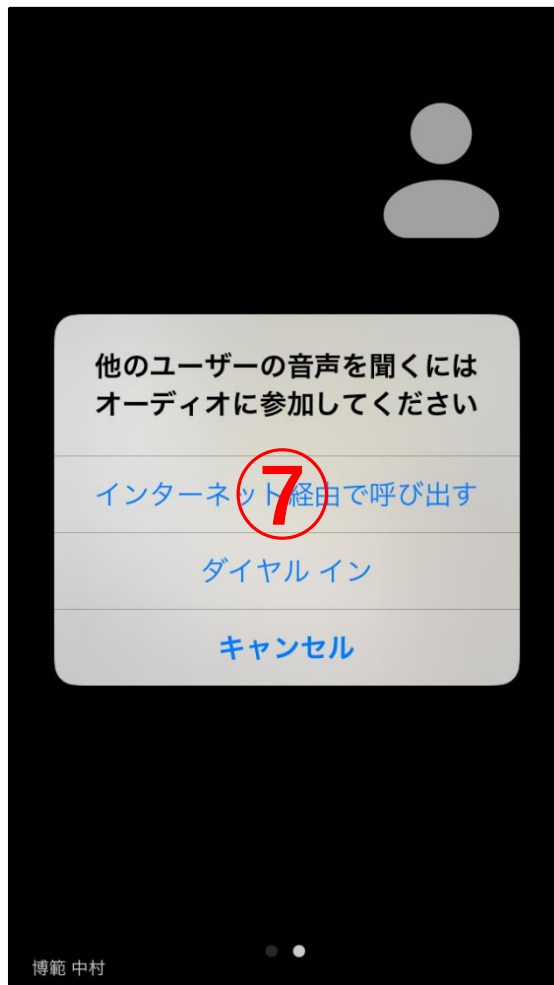 他のユーザーの音声を聞くには
オーディオに参加してください
インターネット経由で呼び出す
⑦
ダイヤル イン
キャンセル
博範 中村